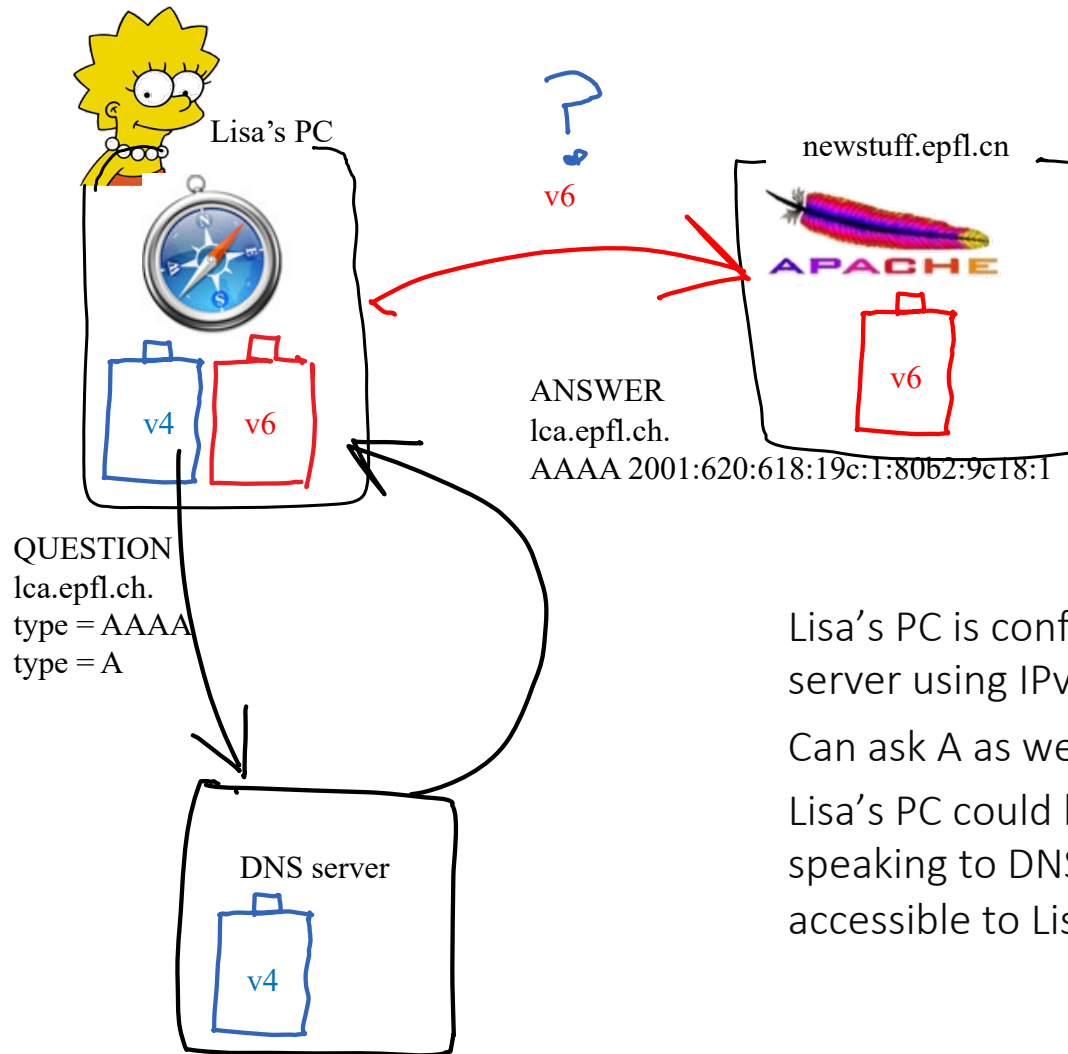 Lisa’s PC
v6
newstuff.epfl.cn
APACHE
v4
v6
v6
ANSWER
lca.epfl.ch.
AAAA 2001:620:618:19c:1:80b2:9c18:1
QUESTION
lca.epfl.ch.
type = AAAA
type = A
Lisa’s PC is conf
server using IPv
Can ask A as we
Lisa’s PC could
speaking to DNS
accessible to Lis
DNS server
v4